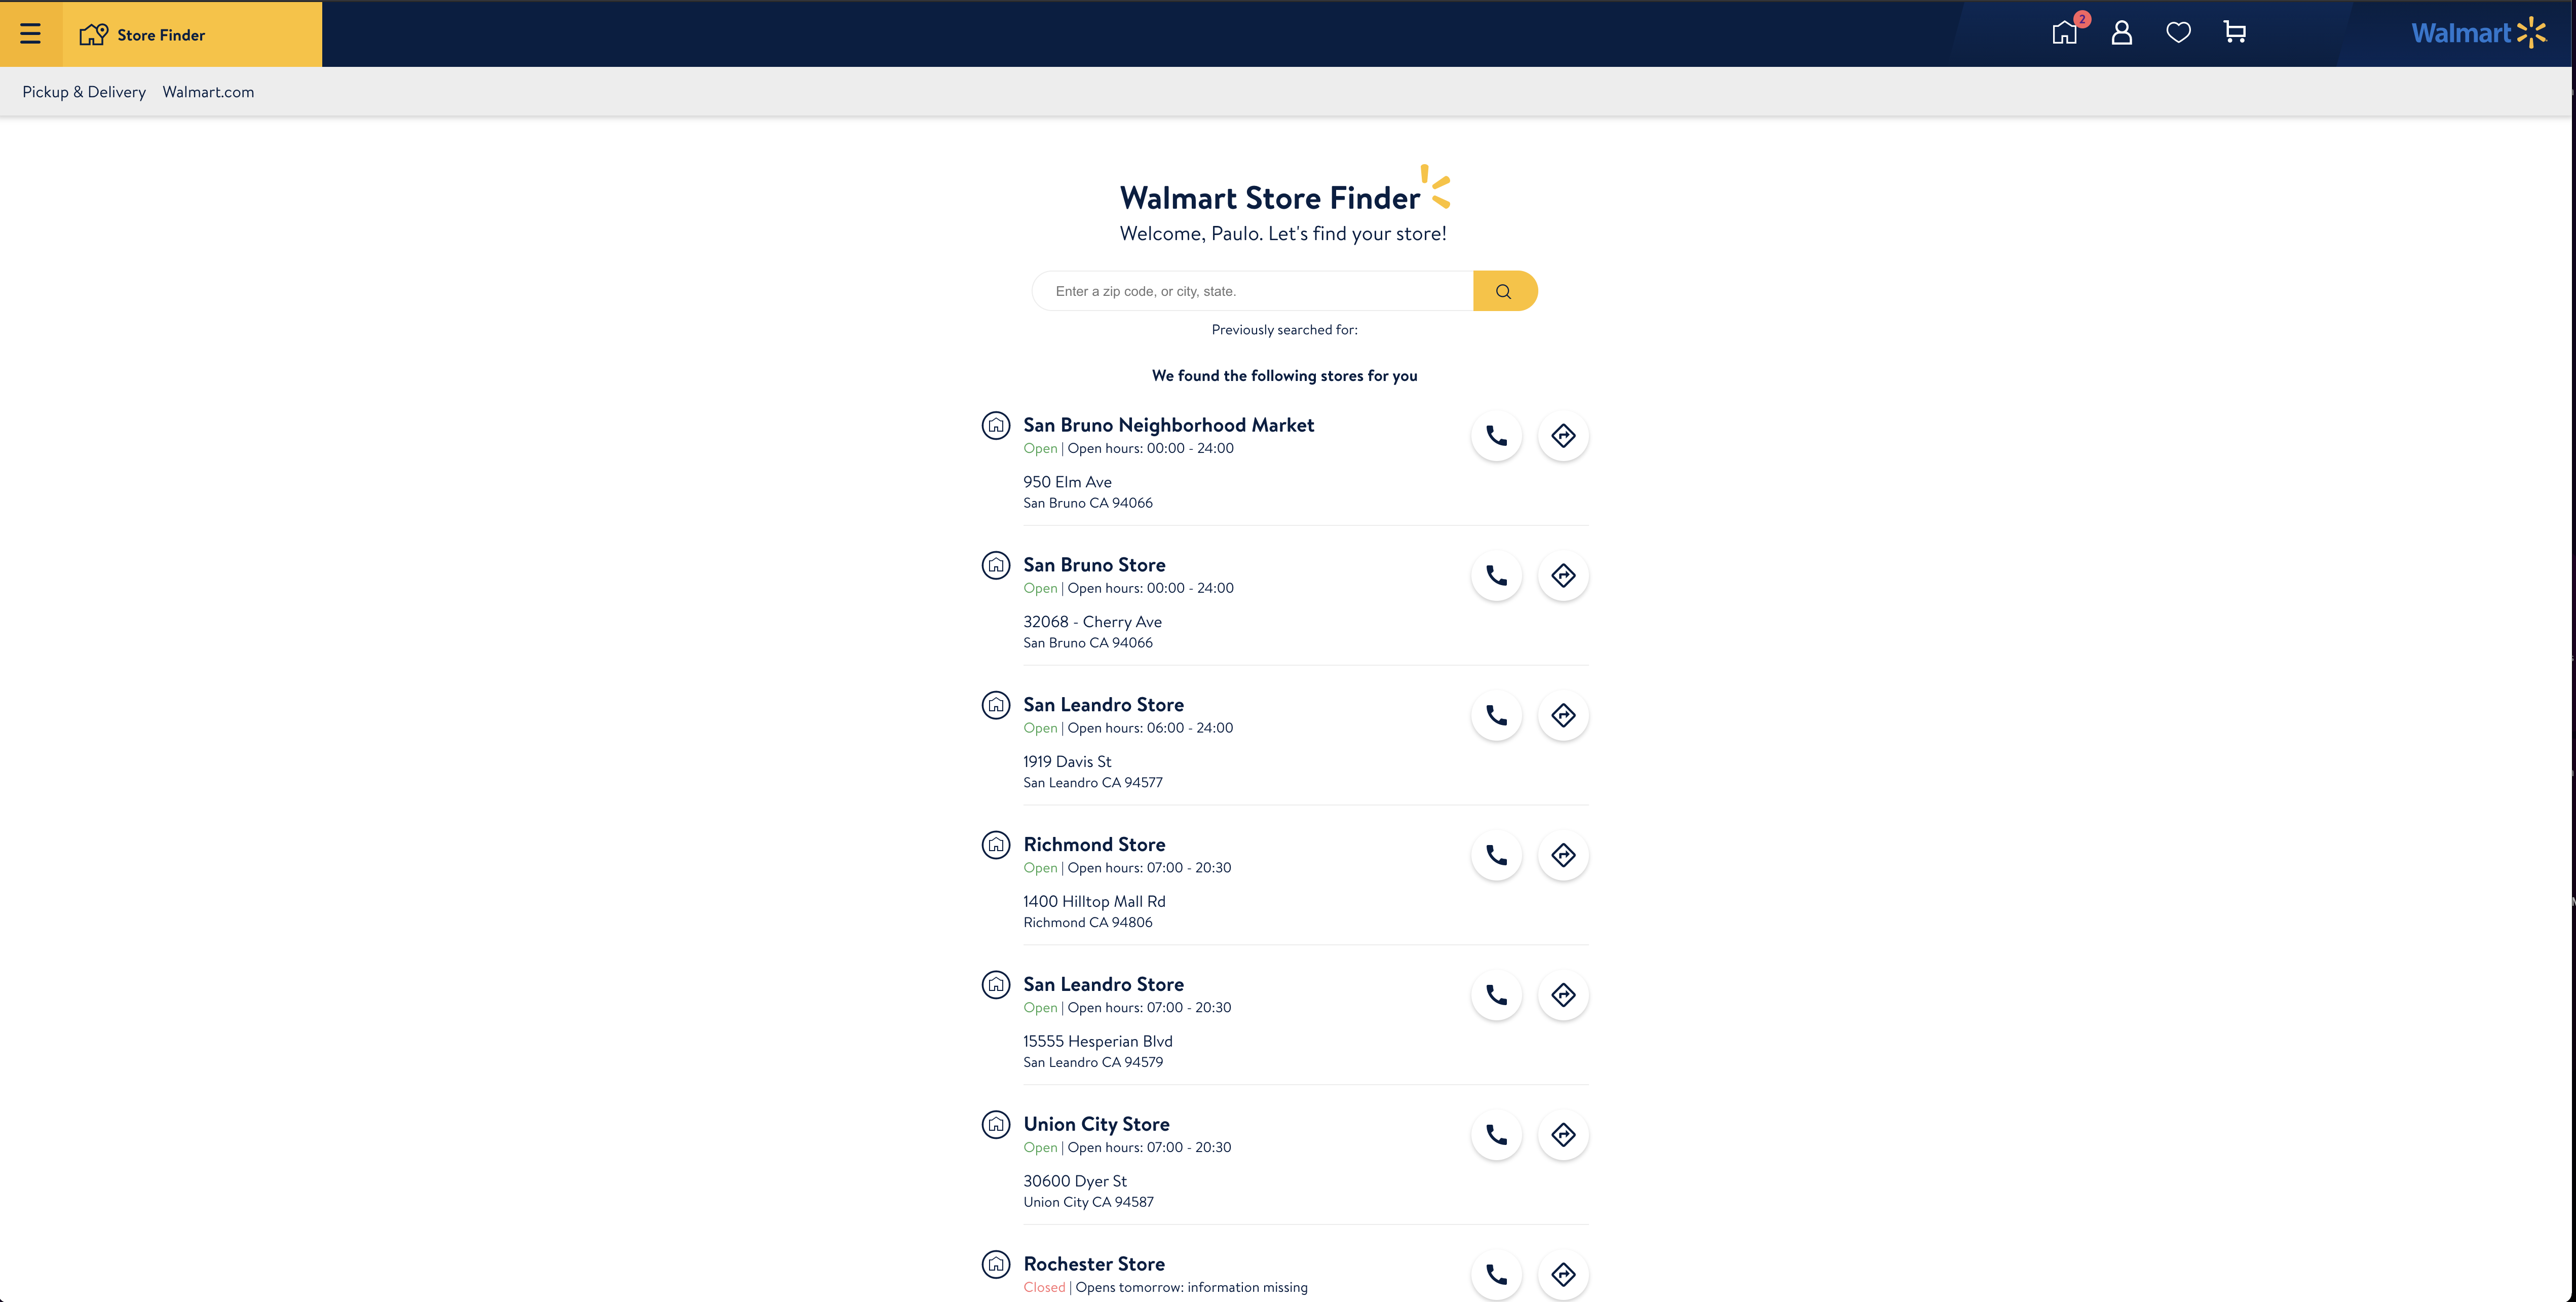 Store Finder
2
Walmart
Pickup & Delivery Walmart.com
Walmart Store Finder
Welcome, Paulo. Let's find your store!
Enter a zip code, or city, state.
Previously searched for:
We found the following stores for you
San Bruno Neighborhood Market
Open | Open hours: 00:00 - 24:00
950 Elm Ave
San Bruno CA 94066
San Bruno Store
Open | Open hours: 00:00 - 24:00
32068 - Cherry Ave
San Bruno CA 94066
San Leandro Store
Open | Open hours: 06:00 - 24:00
1919 Davis St
San Leandro CA 94577
Richmond Store
Open | Open hours: 07:00 - 20:30
1400 Hilltop Mall Rd
Richmond CA 94806
San Leandro Store
Open | Open hours: 07:00 - 20:30
15555 Hesperian Blvd
San Leandro CA 94579
Union City Store
Open | Open hours: 07:00 - 20:30
30600 Dyer St
Union City CA 94587
Rochester Store
Closed | Opens tomorrow: information missing